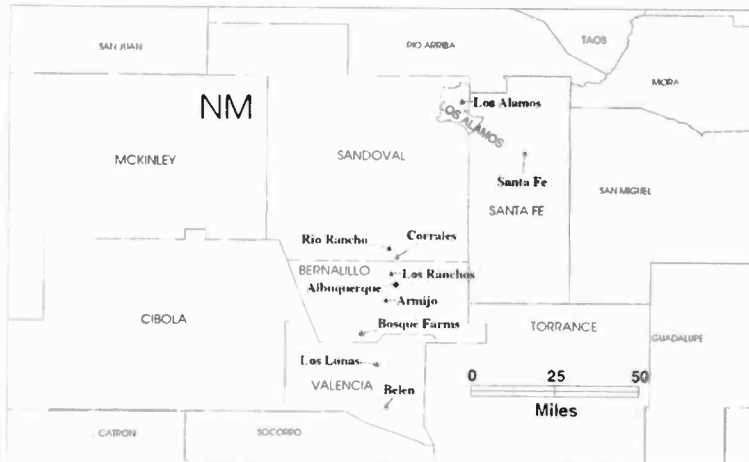 SAN JUAN
RIO ARRIBA
TAOS
MORA
NM
Los Alamos
LOS ALAMOS
MCKINLEY
SANDOVAL
Santa Fe
SANTA FE
SAN MIGUEL
Rio Rancho
Corrales
BERNALILLO
Los Ranchos
Albuquerque
Armijo
CIBOLA
Bosque Farms
TORRANCE
GUADALUPE
Los Lunas
VALENCIA
Belen
0 25 50
Miles
CATRON
SOCORRO